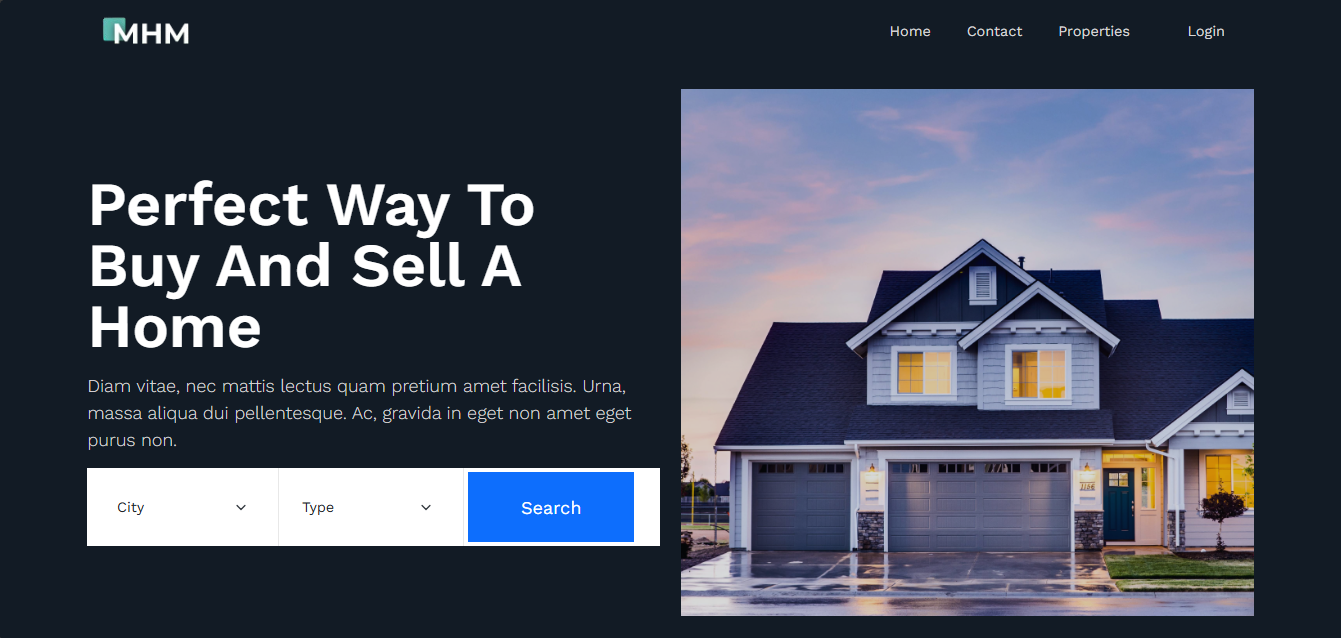 MHM
Home Contact Properties Login
Perfect Way To
Buy And Sell A
Home
Diam vitae, nec mattis lectus quam pretium amet facilisis. Urna,
massa aliqua dui pellentesque. Ac, gravida in eget non amet eget
purus non.
City Type Search